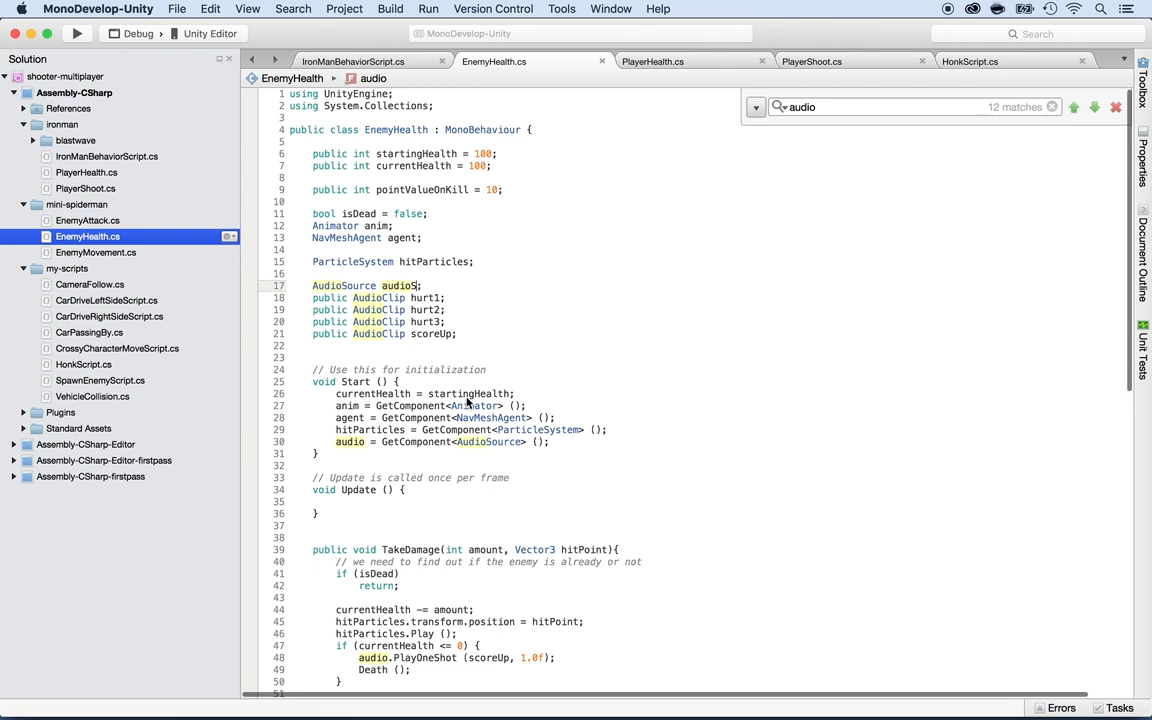 MonoDevelop-Unity File Edit View Search Project Build Run Version Control Tools Window Help
Debug Unity Editor MonoDevelop-Unity Search
Solution
shooter-multiplayer
Assembly-CSharp
References
ironman
blastwave
IronManBehaviorScript.cs
PlayerHealth.cs
PlayerShoot.cs
mini-spiderman
EnemyAttack.cs
EnemyHealth.cs
EnemyMovement.cs
my-scripts
CameraFollow.cs
CarDriveLeftSideScript.cs
CarDriveRightSideScript.cs
CarPassingBy.cs
CrossyCharacterMoveScript.cs
HonkScript.cs
SpawnEnemyScript.cs
VehicleCollision.cs
Plugins
Standard Assets
Assembly-CSharp-Editor
Assembly-CSharp-Editor-firstpass
Assembly-CSharp-firstpass
IronManBehaviorScript.cs EnemyHealth.cs PlayerHealth.cs PlayerShoot.cs HonkScript.cs
EnemyHealth audio
audio 12 matches
1 using UnityEngine;
2 using System.Collections;
3
4 public class EnemyHealth : MonoBehaviour {
5
6 public int startingHealth = 100;
7 public int currentHealth = 100;
8
9 public int pointValueOnKill = 10;
10
11 bool isDead = false;
12 Animator anim;
13 NavMeshAgent agent;
14
15 ParticleSystem hitParticles;
16
17 AudioSource audioS;
18 public AudioClip hurt1;
19 public AudioClip hurt2;
20 public AudioClip hurt3;
21 public AudioClip scoreUp;
22
23
24 // Use this for initialization
25 void Start () {
26 currentHealth = startingHealth;
27 anim = GetComponent<Animator> ();
28 agent = GetComponent<NavMeshAgent> ();
29 hitParticles = GetComponent<ParticleSystem> ();
30 audio = GetComponent<AudioSource> ();
31 }
32
33 // Update is called once per frame
34 void Update () {
35
36 }
37
38
39 public void TakeDamage(int amount, Vector3 hitPoint){
40 // we need to find out if the enemy is already or not
41 if (isDead)
42 return;
43
44 currentHealth -= amount;
45 hitParticles.transform.position = hitPoint;
46 hitParticles.Play ();
47 if (currentHealth <= 0) {
48 audio.PlayOneShot (scoreUp, 1.0f);
49 Death ();
50 }
51
Toolbox
Properties
Document Outline
Unit Tests
Errors Tasks